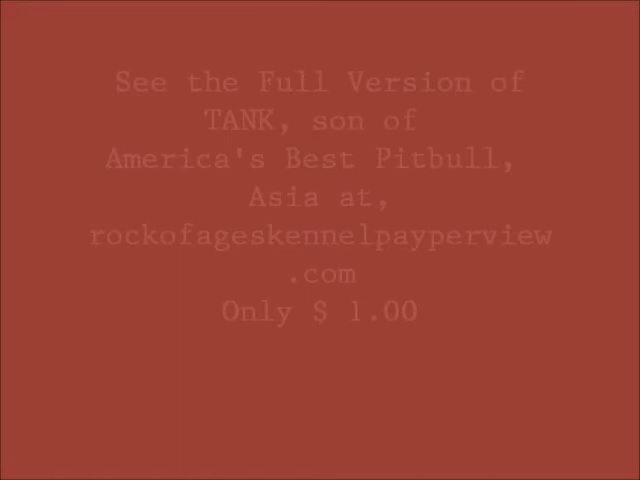 See the Full Version of
TANK, son of
America's Best Pitbull,
Asia at,
rockofageskennelpayperview
.com
Only $ 1.00